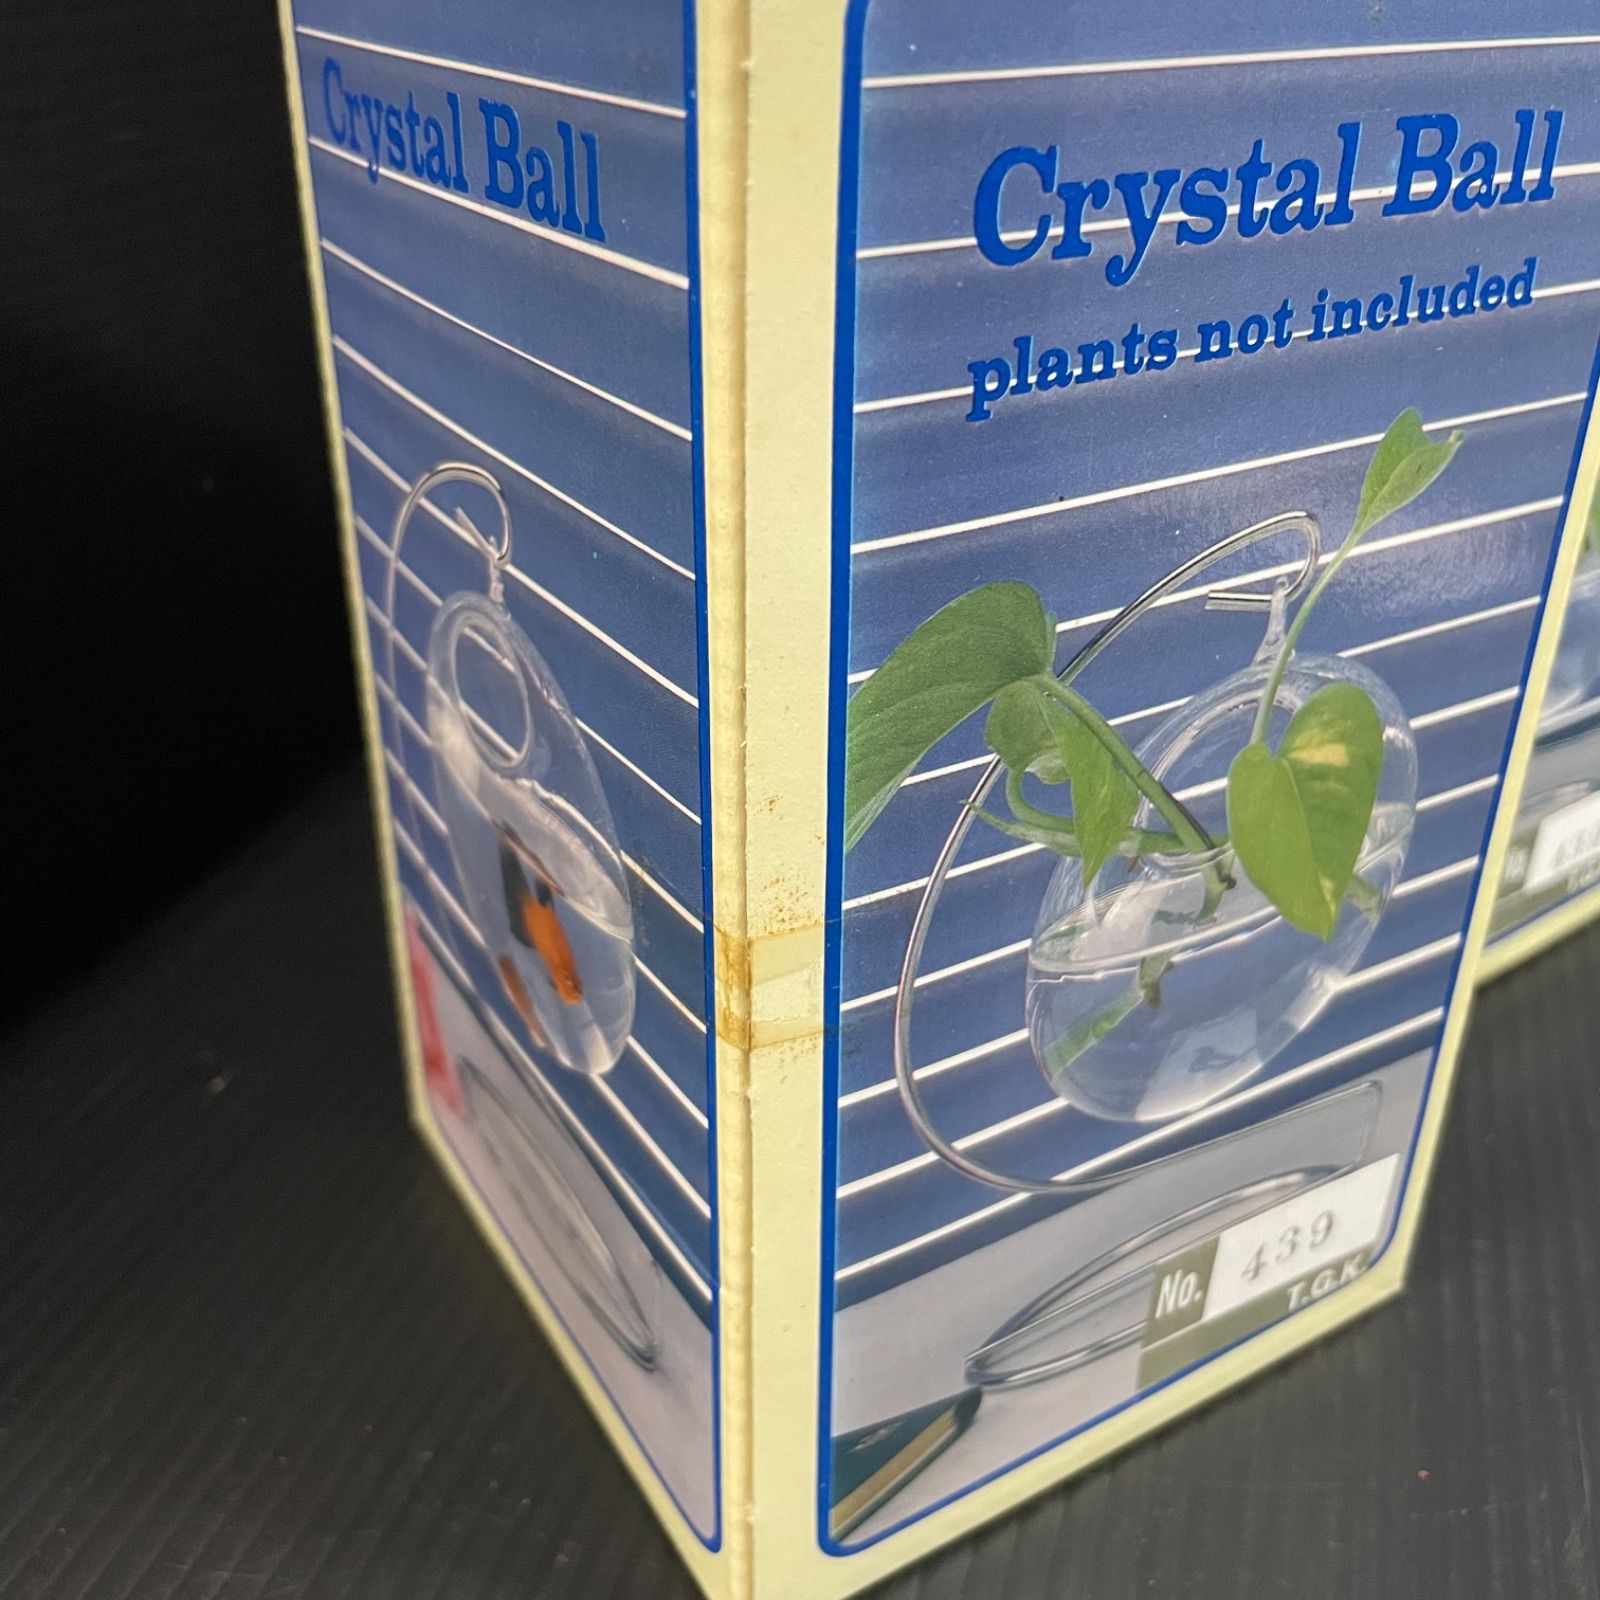 Crystal Ball
Crystal Ball
plants not included
No. 439
T.G.K.